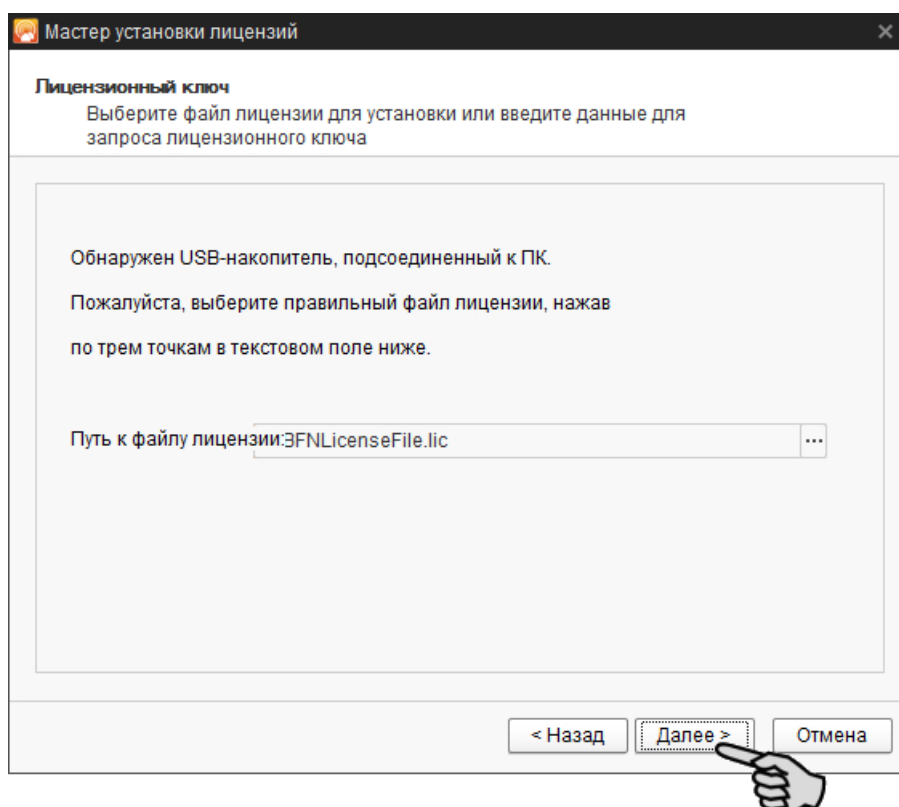 Мастер установки лицензий
Лицензионный ключ
Выберите файл лицензии для установки или введите данные для
запроса лицензионного ключа
Обнаружен USB-накопитель, подсоединенный к ПК.
Пожалуйста, выберите правильный файл лицензии, нажав
по трем точкам в текстовом поле ниже.
Путь к файлу лицензии: 3FNLicenseFile.lic ...
< Назад Далее > Отмена